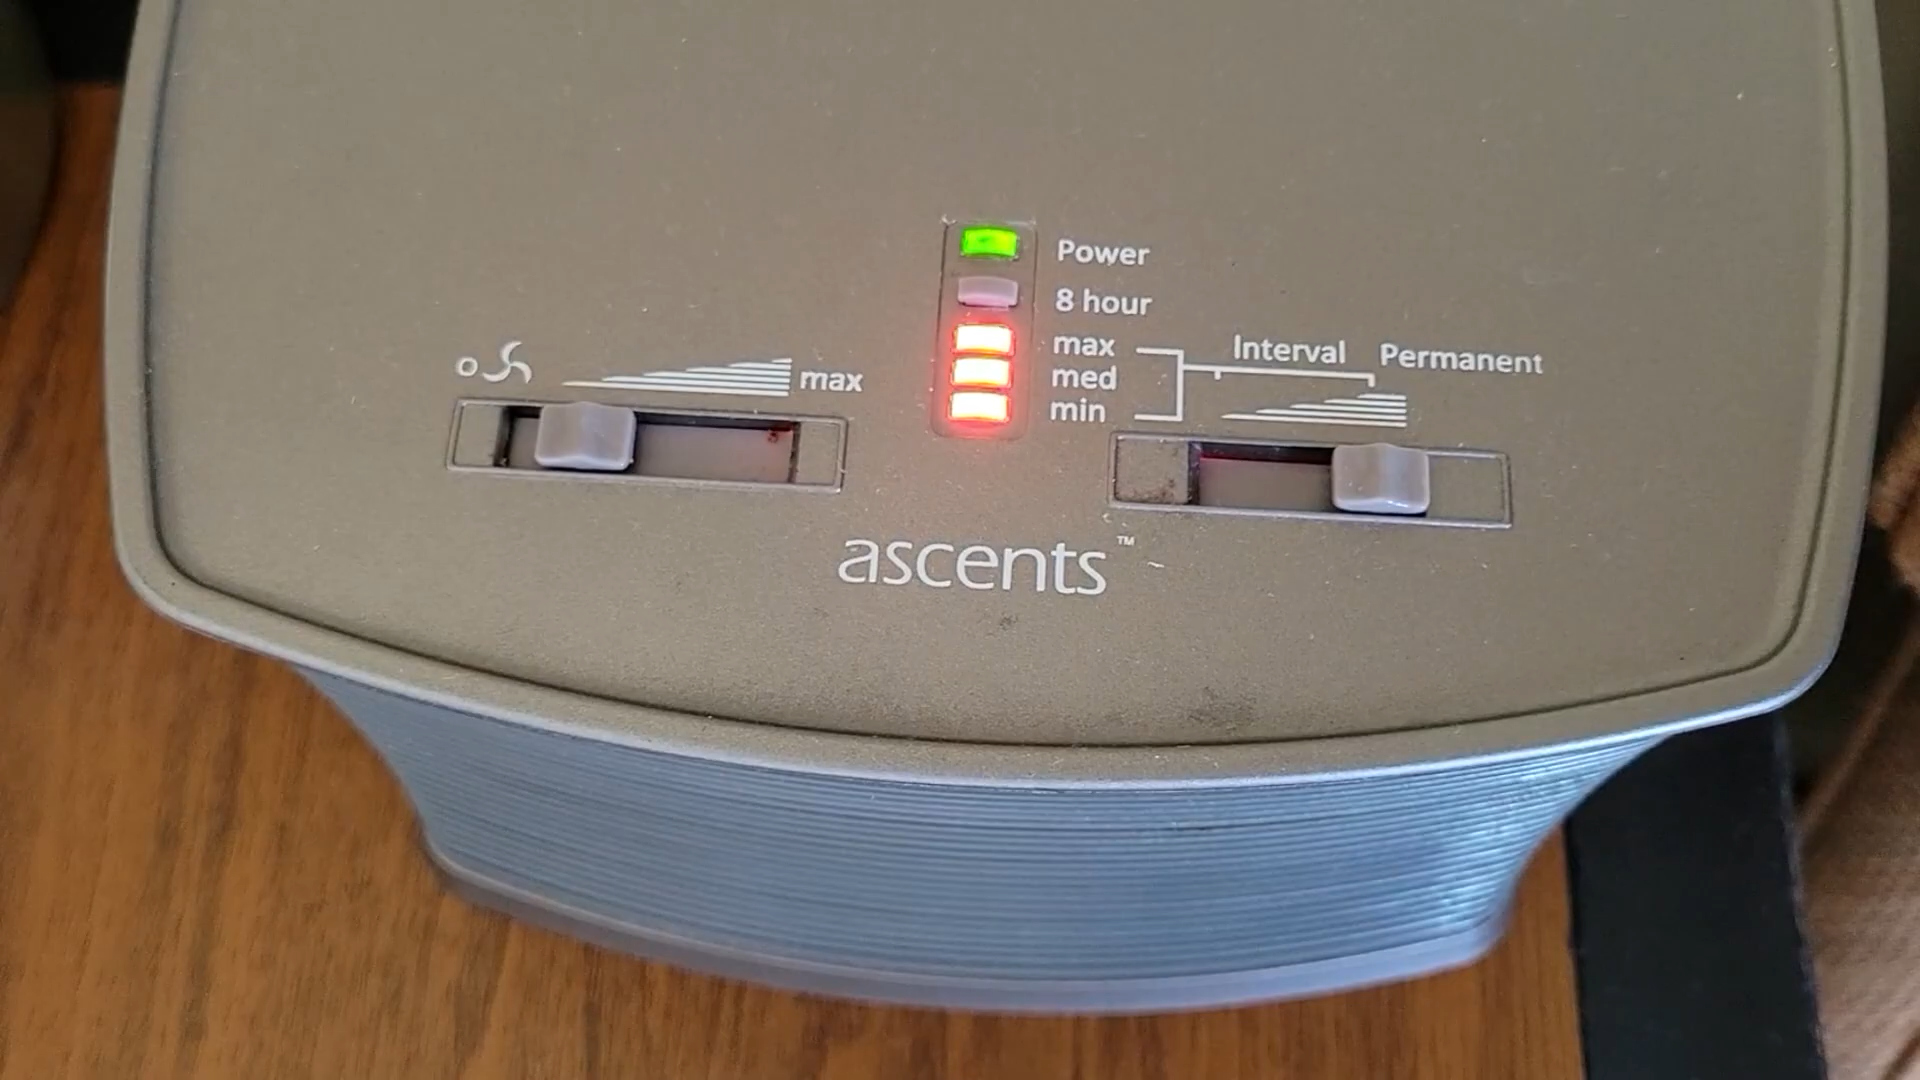 Power
8 hour
max
med
min
Interval
Permanent
max
ascents™